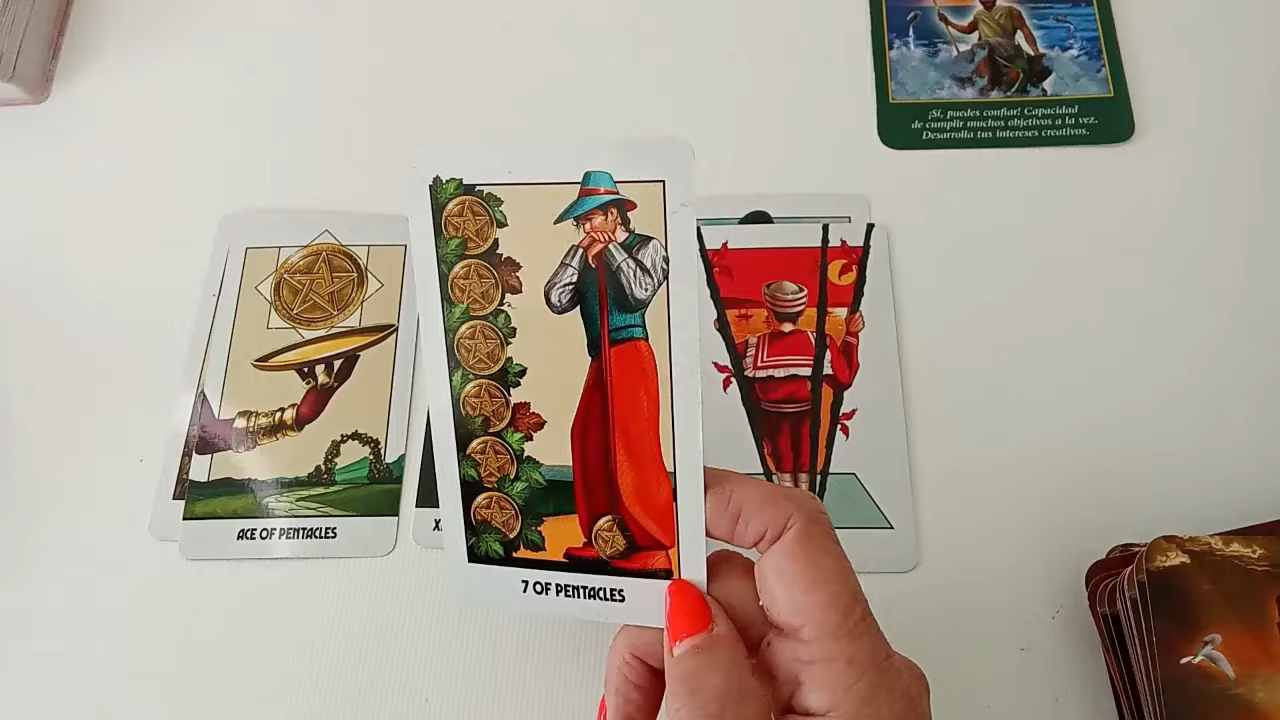 ¡Sí, puedes confiar! Capacidad
de cumplir muchos objetivos a la vez.
Desarrolla tus intereses creativos.
ACE OF PENTACLES
7 OF PENTACLES